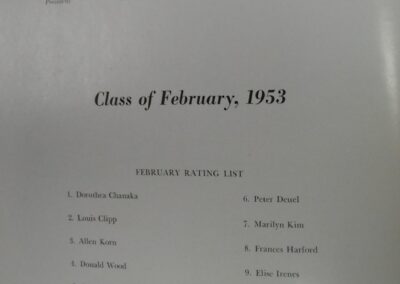 President
Class of February, 1953
FEBRUARY RATING LIST
1. Dorothea Chanaka
2. Louis Clipp
3. Allen Korn
4. Donald Wood
6. Peter Deuel
7. Marilyn Kim
8. Frances Harford
9. Elise Irenes